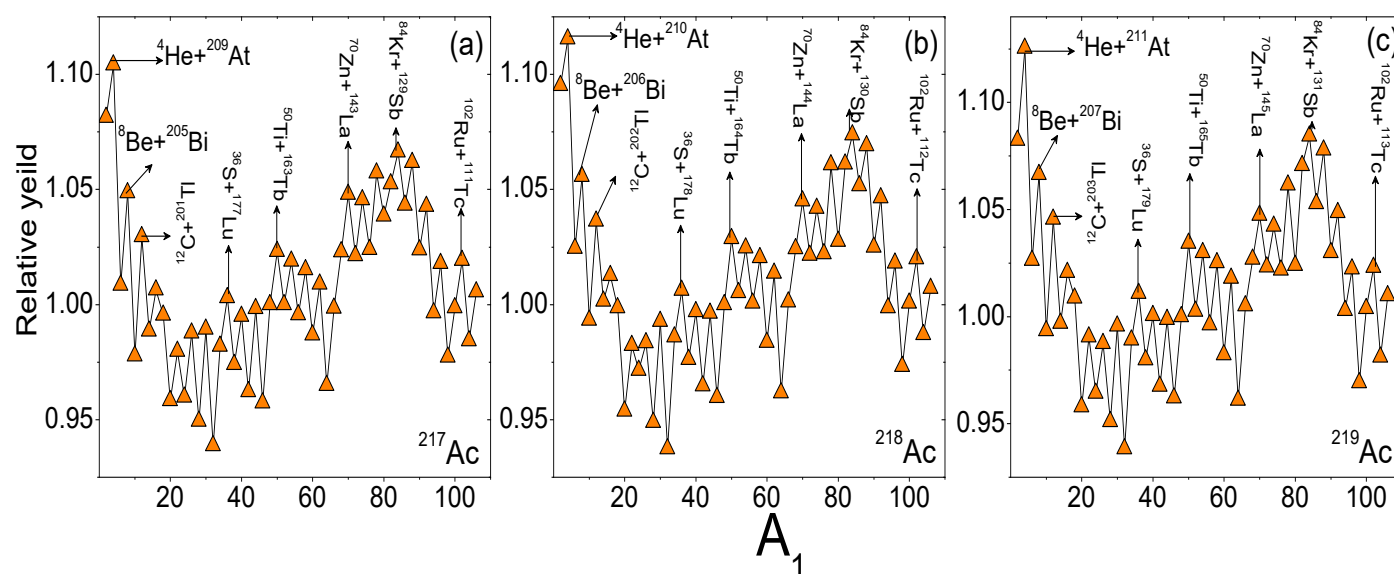 Relative yeild
(a)
⁴He+²⁰⁹At
⁸Be+²⁰⁵Bi
¹²C+²⁰¹Tl
³⁶S+¹⁷⁷Lu
⁵⁰Ti+¹⁶³Tb
⁷⁰Zn+¹⁴³La
⁸⁴Kr+¹²⁹Sb
¹⁰²Ru+¹¹¹Tc
²¹⁷Ac
1.10
1.05
1.00
0.95
20 40 60 80 100
(b)
⁴He+²¹⁰At
⁸Be+²⁰⁶Bi
¹²C+²⁰²Tl
³⁶S+¹⁷⁸Lu
⁵⁰Ti+¹⁶⁴Tb
⁷⁰Zn+¹⁴⁴La
⁸⁴Kr+¹³⁰Sb
¹⁰²Ru+¹¹²Tc
²¹⁸Ac
1.10
1.05
1.00
0.95
20 40 60 80 100
(c)
⁴He+²¹¹At
⁸Be+²⁰⁷Bi
¹²C+²⁰³Tl
³⁶S+¹⁷⁹Lu
⁵⁰Ti+¹⁶⁵Tb
⁷⁰Zn+¹⁴⁵La
⁸⁴Kr+¹³¹Sb
¹⁰²Ru+¹¹³Tc
²¹⁹Ac
1.10
1.05
1.00
0.95
20 40 60 80 100
A₁